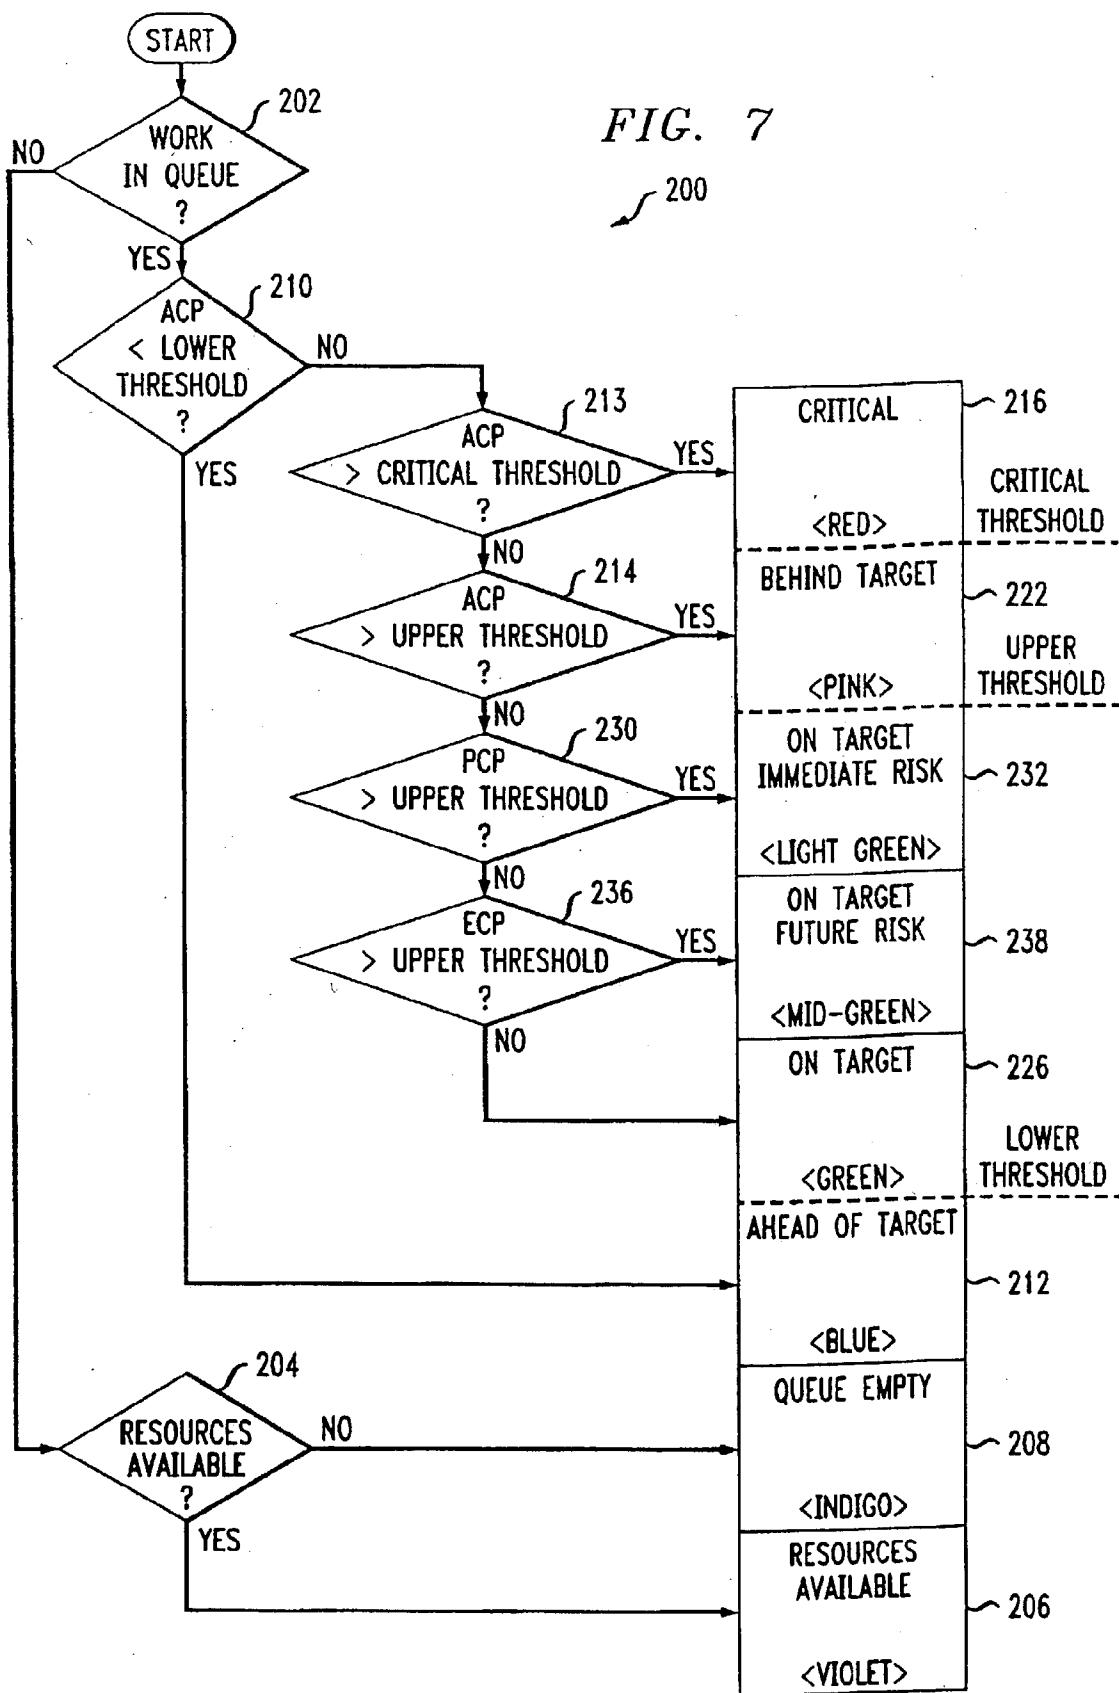 START
202
FIG. 7
200
WORK
IN QUEUE
?
NO
YES
210
ACP
< LOWER
THRESHOLD
?
NO
YES
213
ACP
> CRITICAL THRESHOLD
?
YES
NO
CRITICAL
<RED>
216
CRITICAL
THRESHOLD
214
ACP
> UPPER THRESHOLD
?
YES
NO
BEHIND TARGET
<PINK>
222
UPPER
THRESHOLD
230
PCP
> UPPER THRESHOLD
?
YES
NO
ON TARGET
IMMEDIATE RISK
<LIGHT GREEN>
232
236
ECP
> UPPER THRESHOLD
?
YES
NO
ON TARGET
FUTURE RISK
<MID-GREEN>
238
ON TARGET
<GREEN>
226
LOWER
THRESHOLD
AHEAD OF TARGET
<BLUE>
212
204
RESOURCES
AVAILABLE
?
NO
YES
QUEUE EMPTY
<INDIGO>
208
RESOURCES
AVAILABLE
<VIOLET>
206